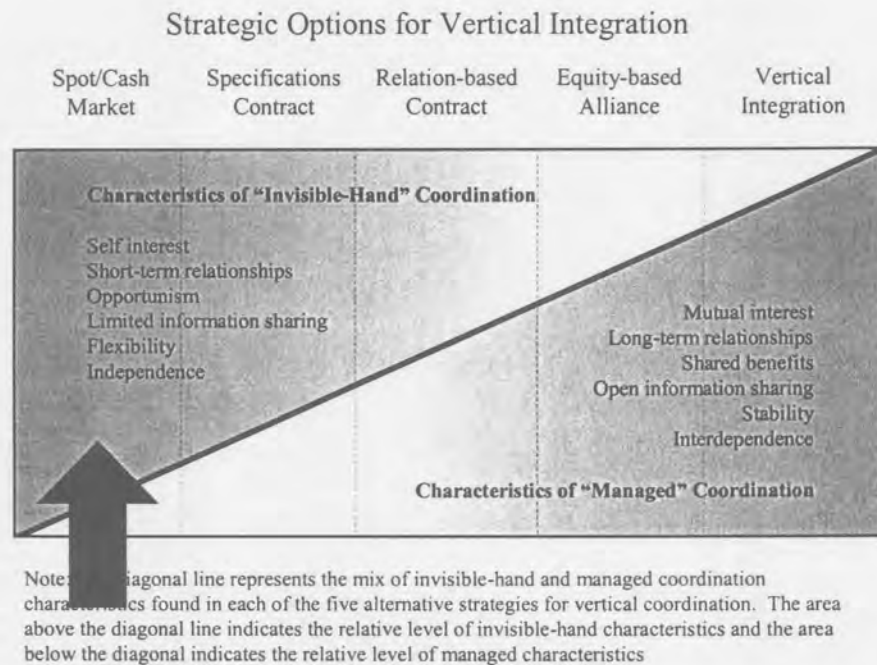 Strategic Options for Vertical Integration
Spot/Cash Market
Specifications Contract
Relation-based Contract
Equity-based Alliance
Vertical Integration
Characteristics of "Invisible-Hand" Coordination
Self interest
Short-term relationships
Opportunism
Limited information sharing
Flexibility
Independence
Mutual interest
Long-term relationships
Shared benefits
Open information sharing
Stability
Interdependence
Characteristics of "Managed" Coordination
Note: diagonal line represents the mix of invisible-hand and managed coordination
found in each of the five alternative strategies for vertical coordination. The area
above the diagonal line indicates the relative level of invisible-hand characteristics and the area
below the diagonal indicates the relative level of managed characteristics